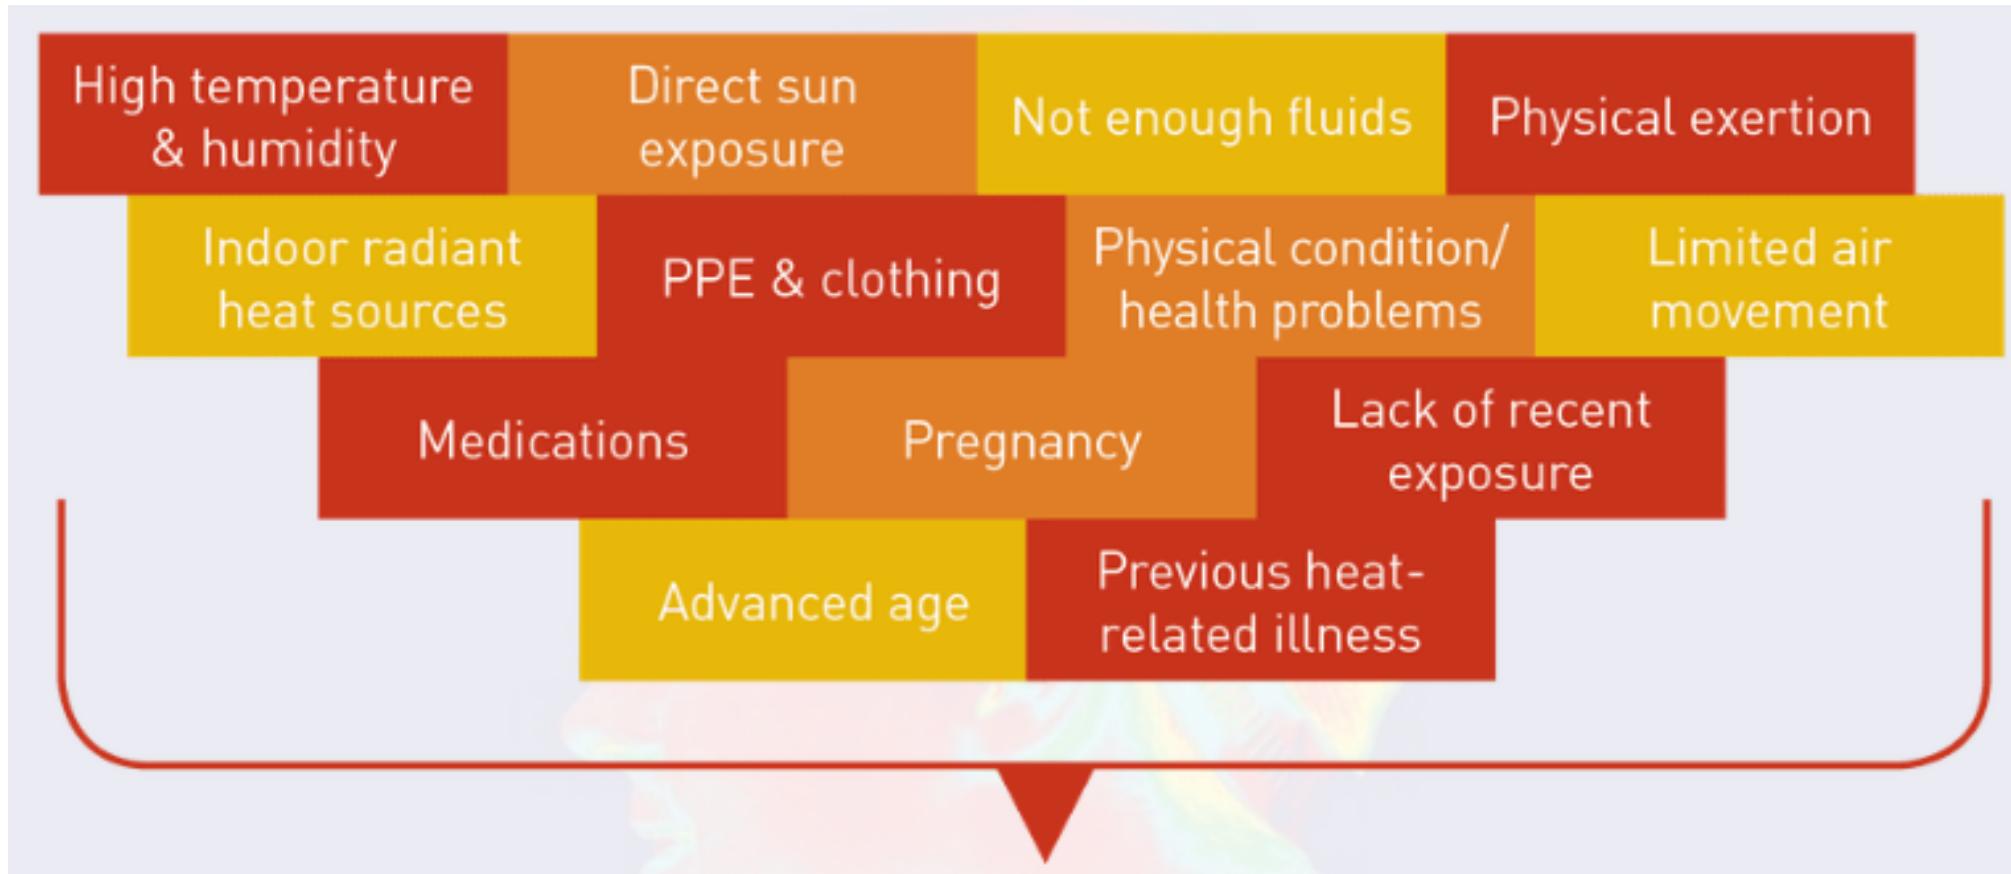 High temperature
& humidity
Direct sun
exposure
Not enough fluids
Physical exertion
Indoor radiant
heat sources
PPE & clothing
Physical condition/
health problems
Limited air
movement
Medications
Pregnancy
Lack of recent
exposure
Advanced age
Previous heat-
related illness